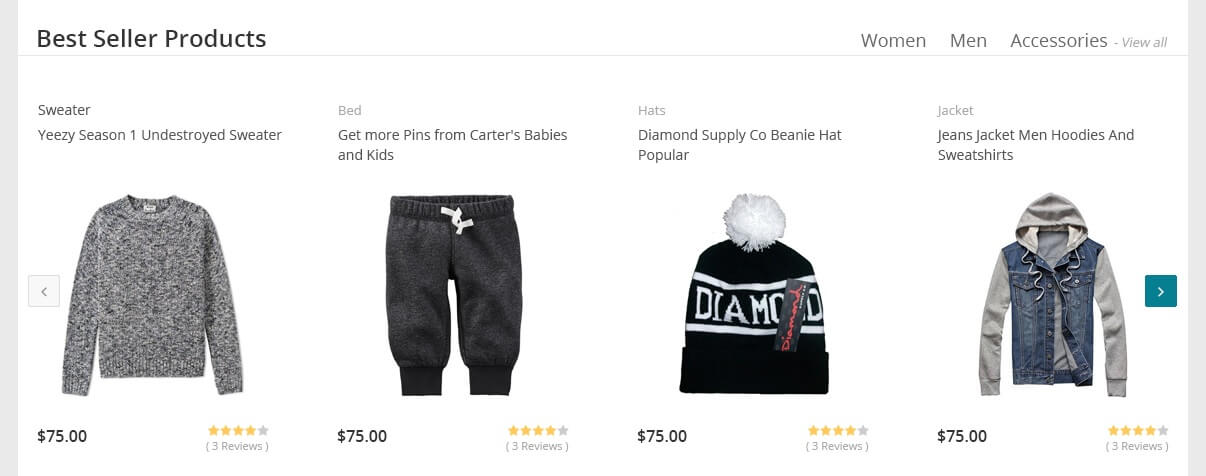 Best Seller Products
Women Men Accessories - View all
Sweater
Yeezy Season 1 Undestroyed Sweater
Bed
Get more Pins from Carter's Babies
and Kids
Hats
Diamond Supply Co Beanie Hat
Popular
Jacket
Jeans Jacket Men Hoodies And
Sweatshirts
DIAMOND
Diamond
$75.00
( 3 Reviews )
$75.00
( 3 Reviews )
$75.00
( 3 Reviews )
$75.00
( 3 Reviews )